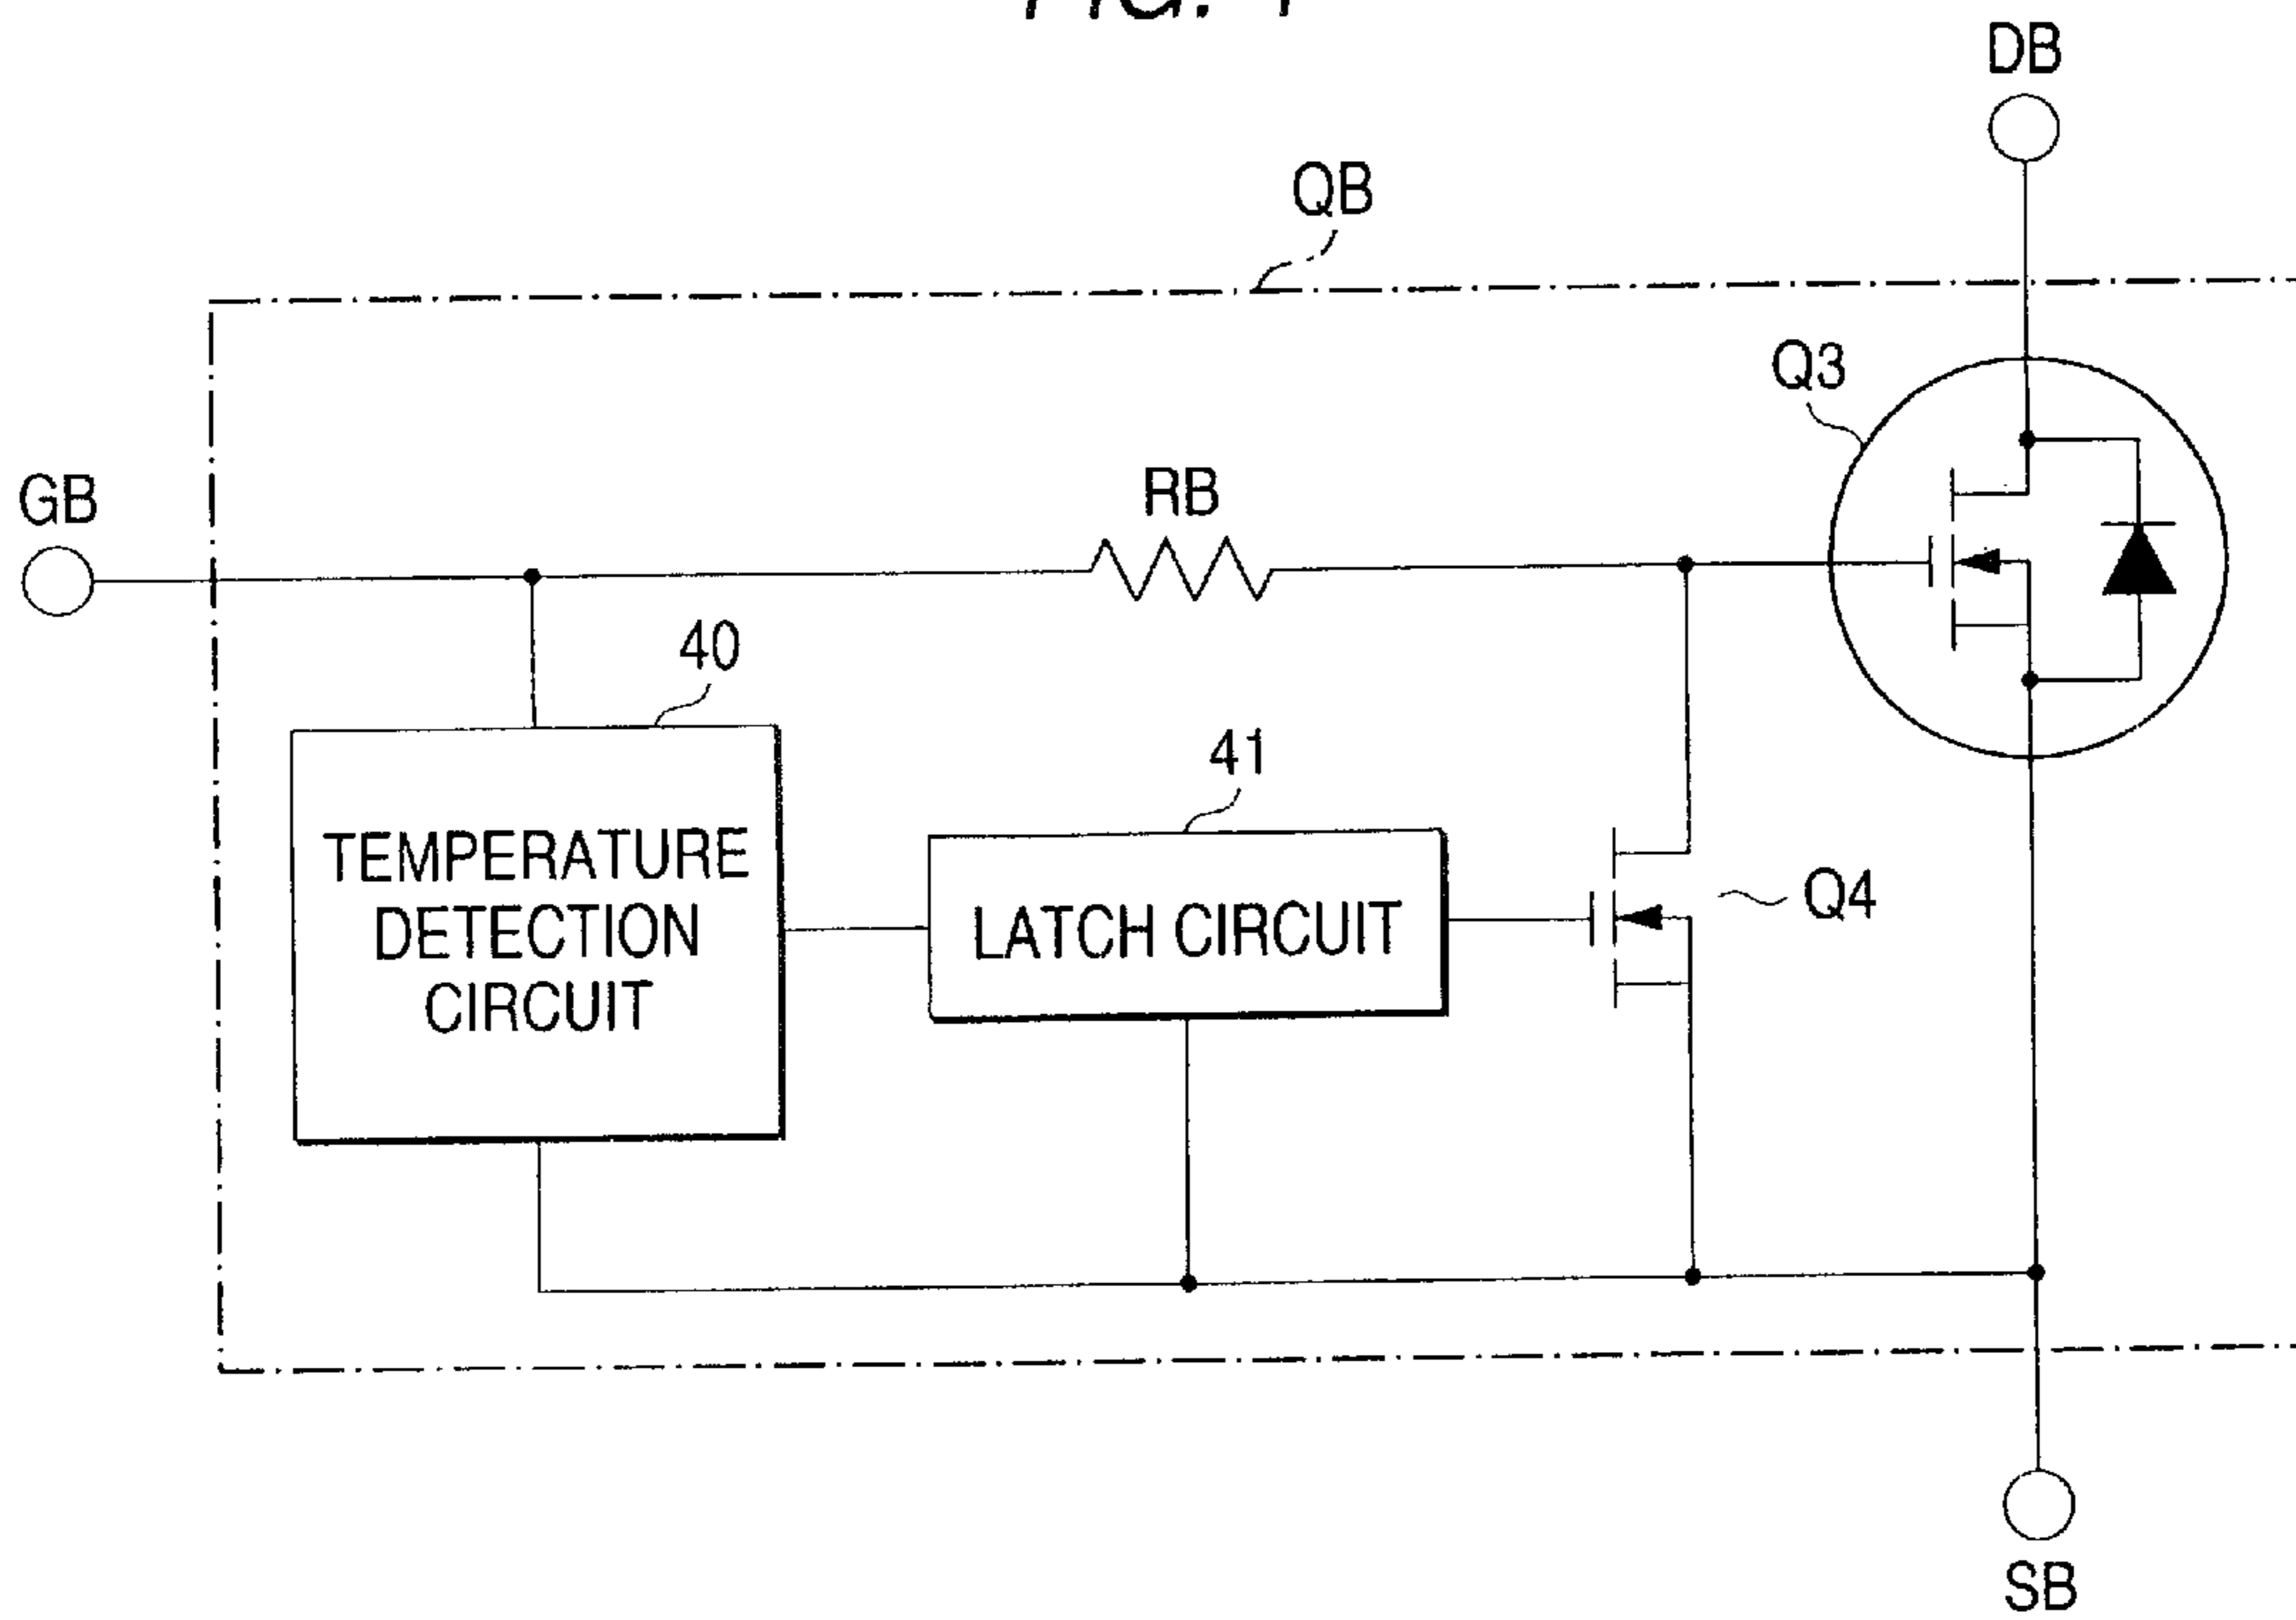 DB
QB
Q3
GB
RB
40
41
TEMPERATURE
DETECTION
CIRCUIT
LATCH CIRCUIT
Q4
SB